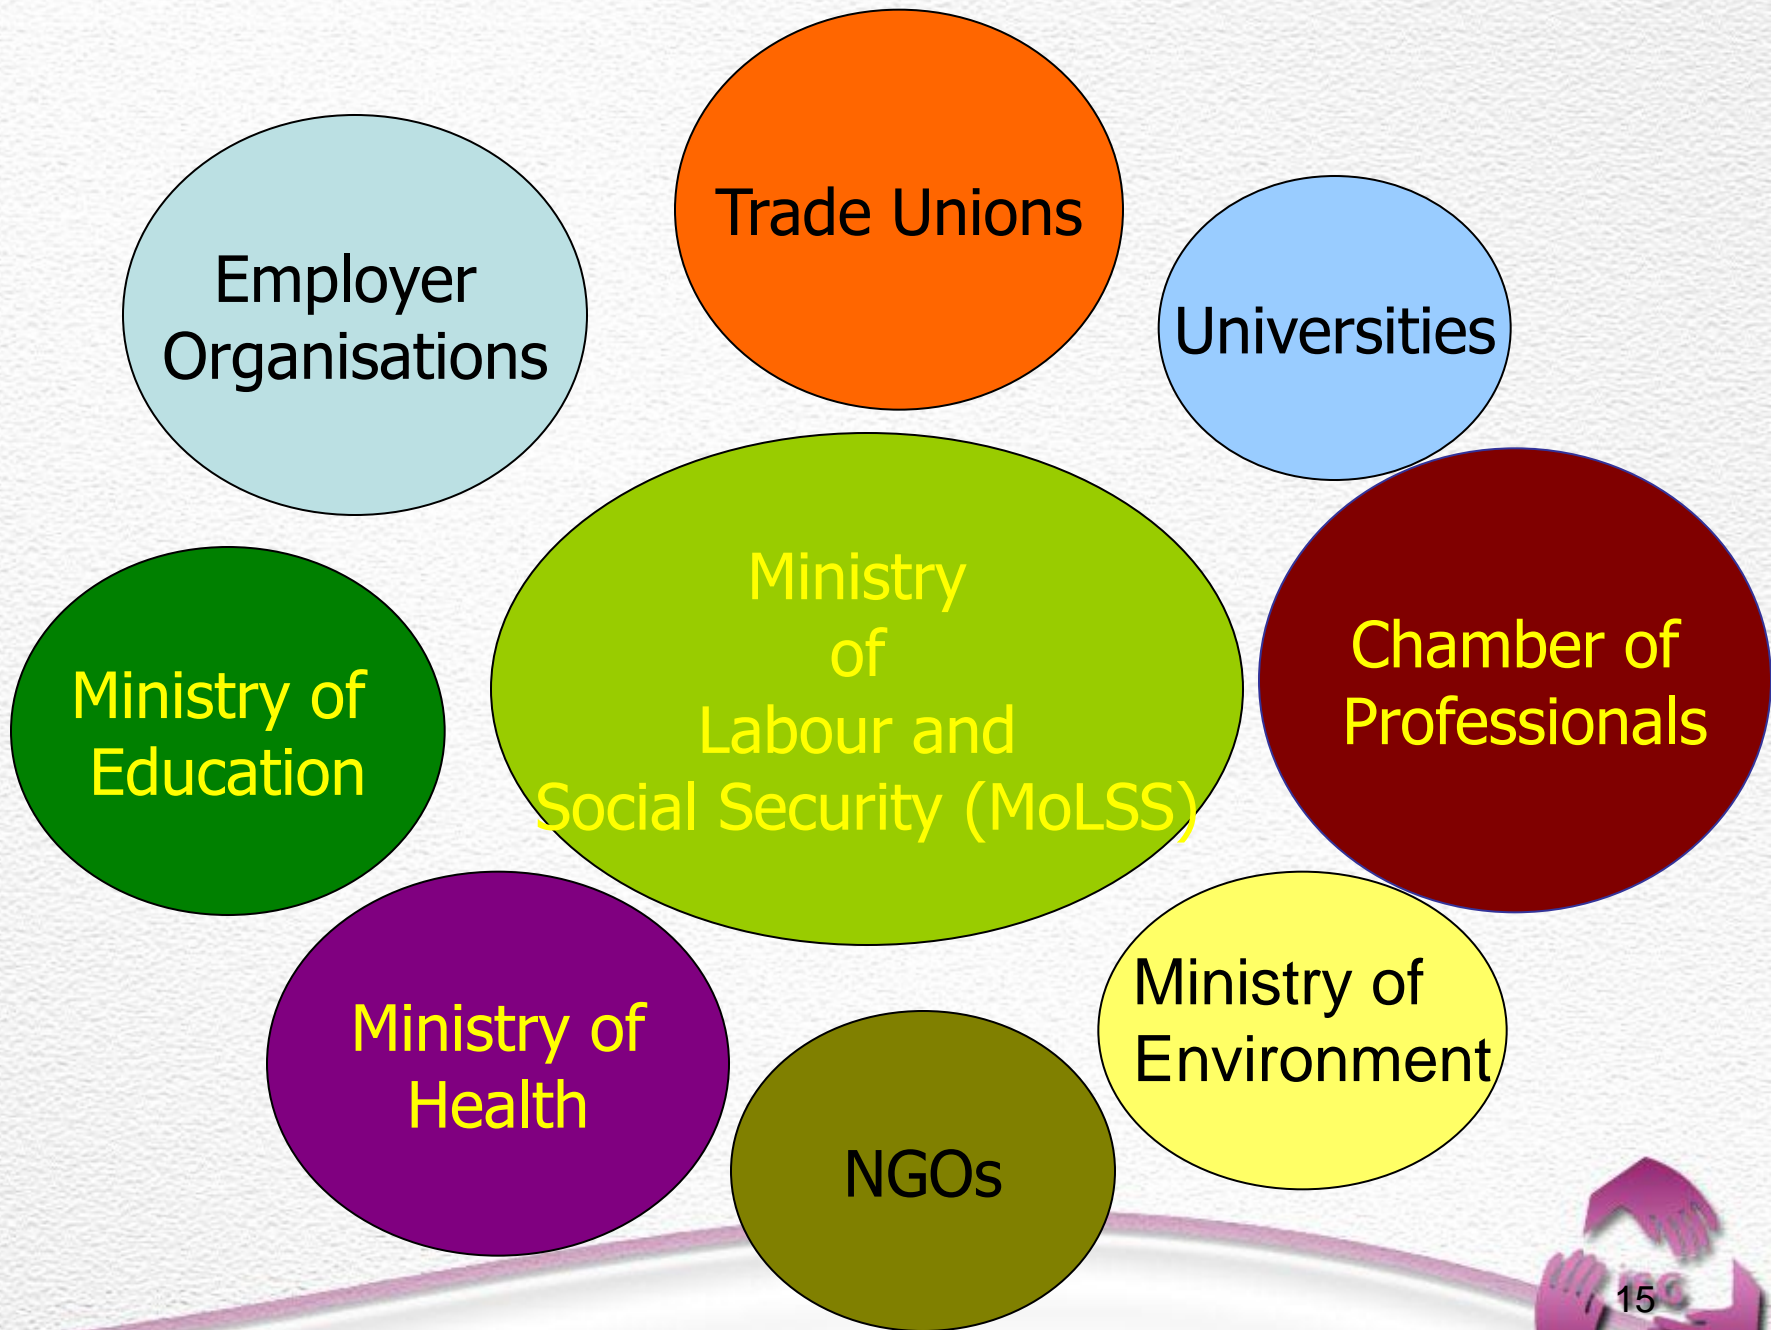 Trade Unions
Employer
Organisations
Universities
Ministry
of
Labour and
Social Security (MoLSS)
Chamber of
Professionals
Ministry of
Education
Ministry of
Environment
Ministry of
Health
NGOs
15